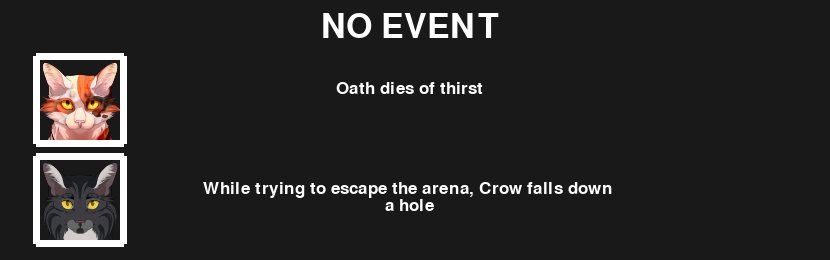 NO EVENT
Oath dies of thirst
While trying to escape the arena, Crow falls down
a hole